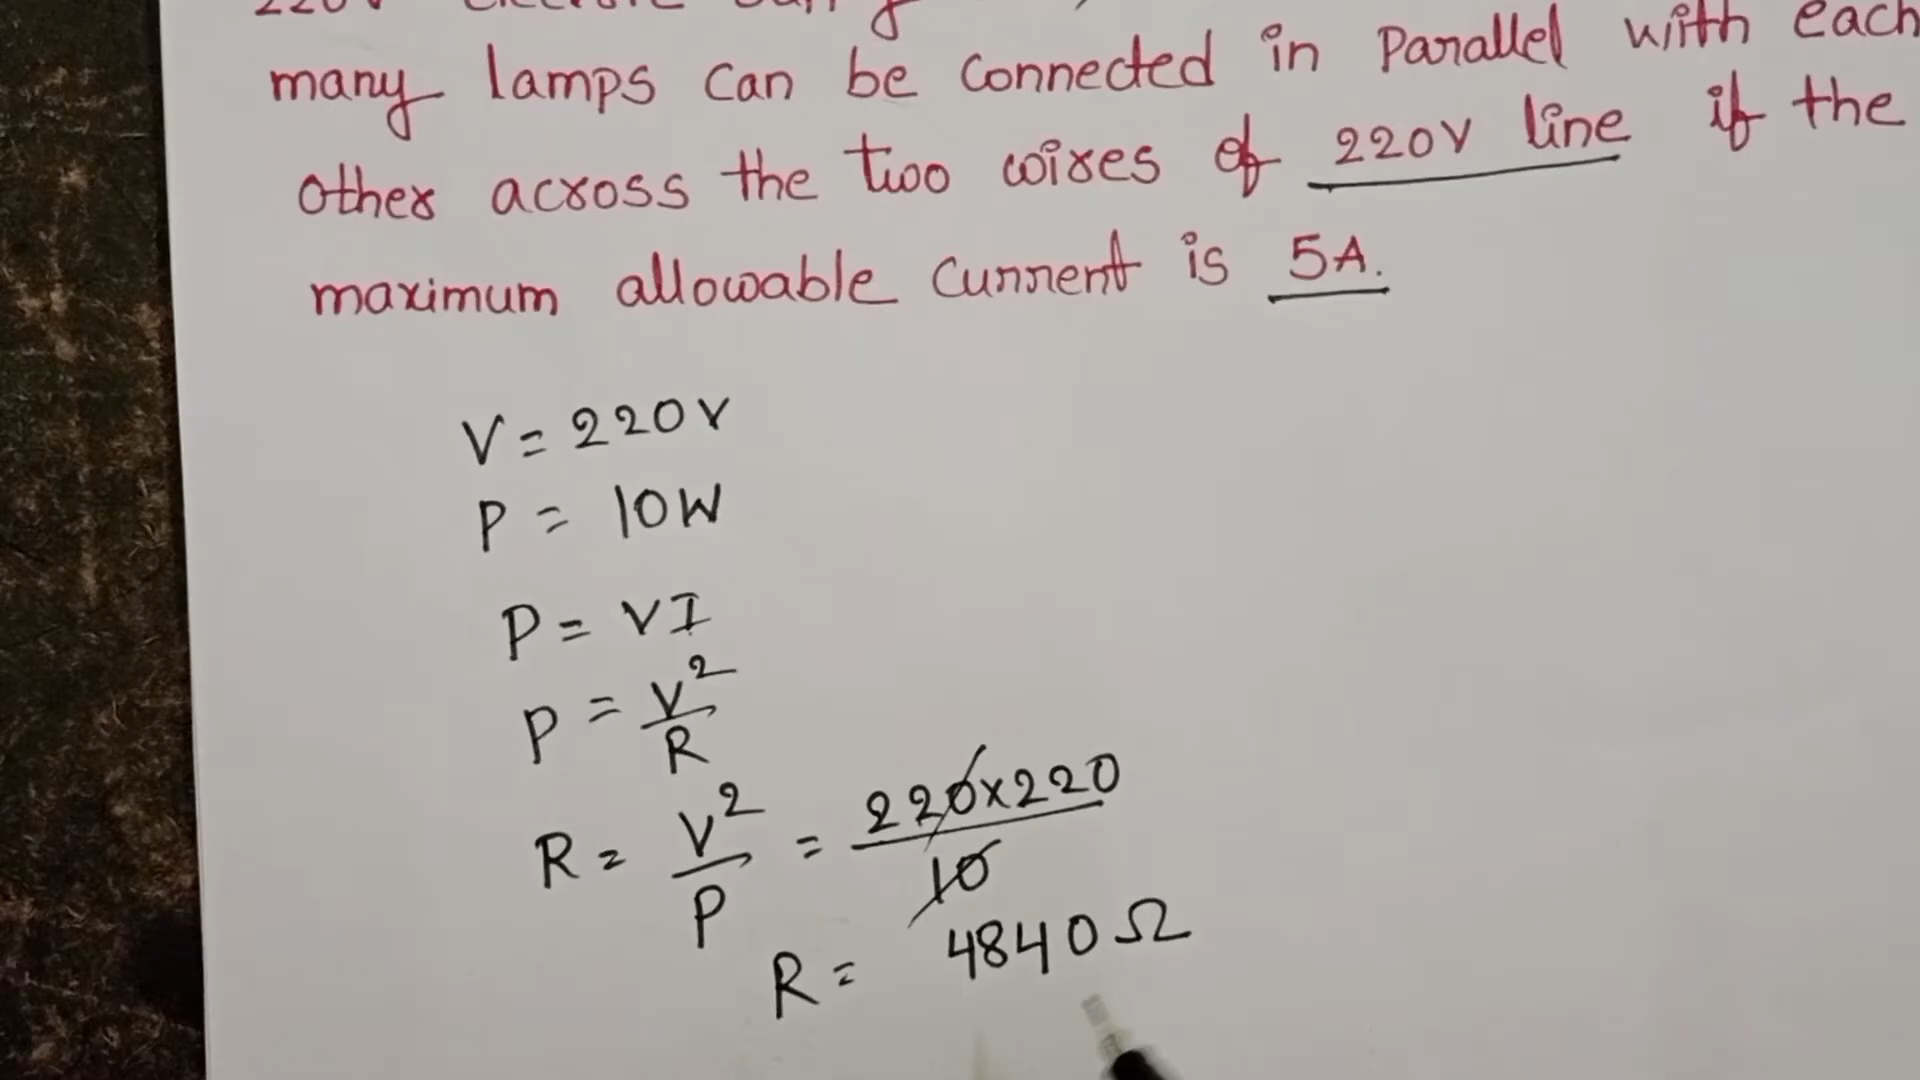 many lamps can be connected in parallel with each
other across the two wires of 220V line if the
maximum allowable current is 5A.
V = 220V
P = 10W
P = VI
P = V²/R
R = V²/P = 220×220/10
R = 4840 Ω